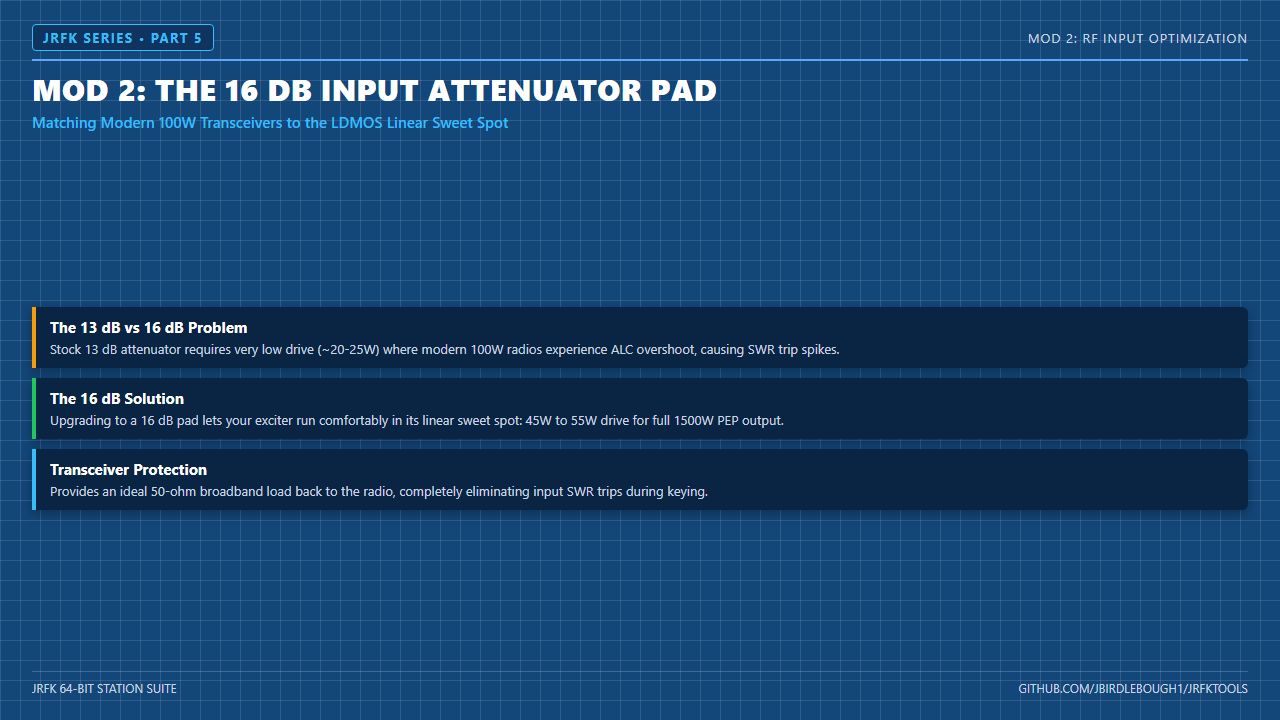 JRFK SERIES • PART 5
MOD 2: RF INPUT OPTIMIZATION
MOD 2: THE 16 DB INPUT ATTENUATOR PAD
Matching Modern 100W Transceivers to the LDMOS Linear Sweet Spot
The 13 dB vs 16 dB Problem
Stock 13 dB attenuator requires very low drive (~20-25W) where modern 100W radios experience ALC overshoot, causing SWR trip spikes.
The 16 dB Solution
Upgrading to a 16 dB pad lets your exciter run comfortably in its linear sweet spot: 45W to 55W drive for full 1500W PEP output.
Transceiver Protection
Provides an ideal 50-ohm broadband load back to the radio, completely eliminating input SWR trips during keying.
JRFK 64-BIT STATION SUITE
GITHUB.COM/JBIRDLEBOUGH1/JRFKTOOLS